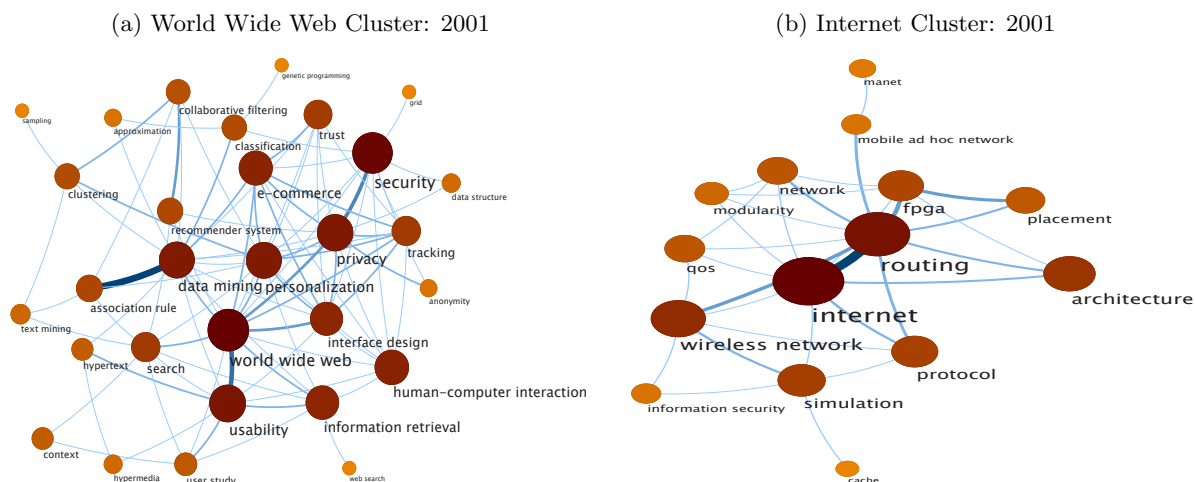 (a) World Wide Web Cluster: 2001
genetic programming
grid
collaborative filtering
sampling
approximation
trust
classification
security
e-commerce
clustering
data structure
recommender system
tracking
privacy
data mining
personalization
anonymity
association rule
text mining
interface design
world wide web
hypertext
search
human-computer interaction
usability
information retrieval
context
hypermedia
user study
web search
(b) Internet Cluster: 2001
manet
mobile ad hoc network
network
fpga
modularity
placement
routing
qos
architecture
internet
wireless network
protocol
information security
simulation
cache